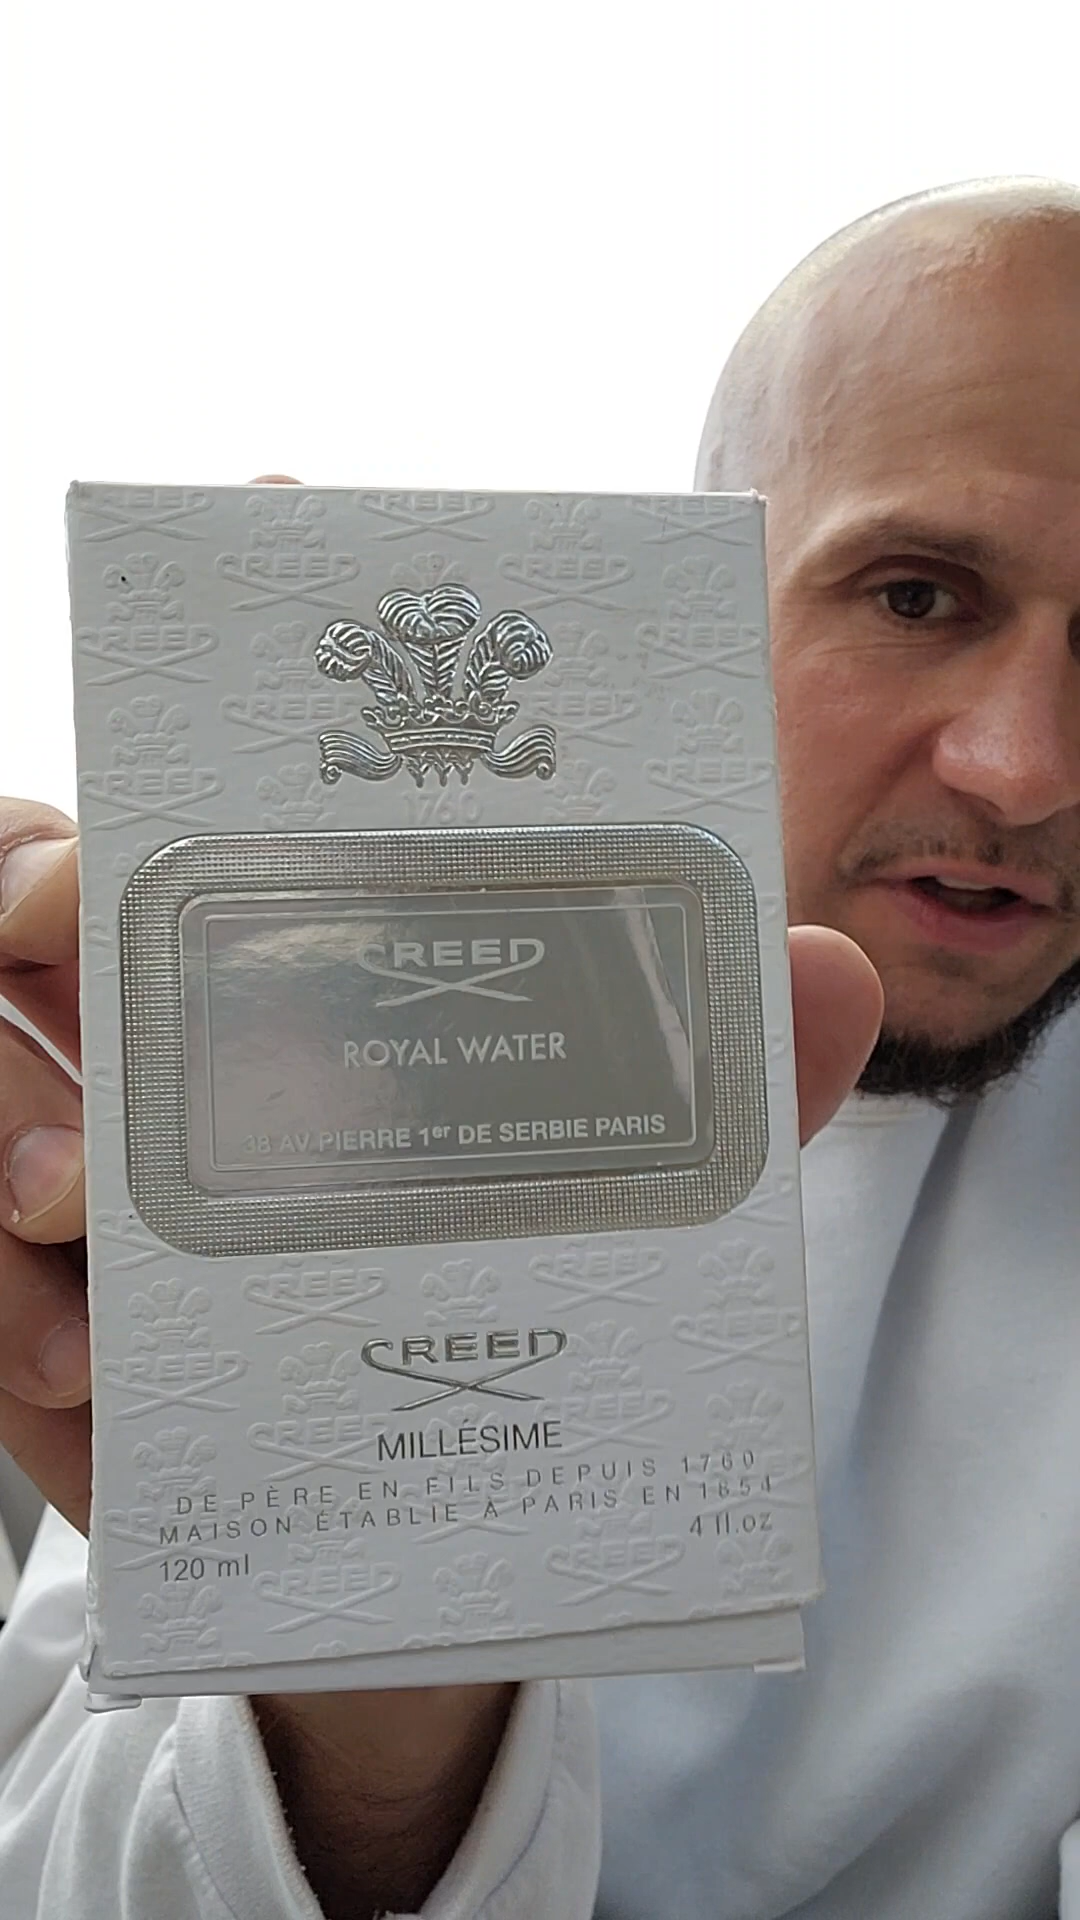 1760
CREED
ROYAL WATER
38 AV PIERRE 1er DE SERBIE PARIS
CREED
MILLÉSIME
DE PÈRE EN FILS DEPUIS 1760
MAISON ÉTABLIE À PARIS EN 1854
120 ml
4 fl.oz